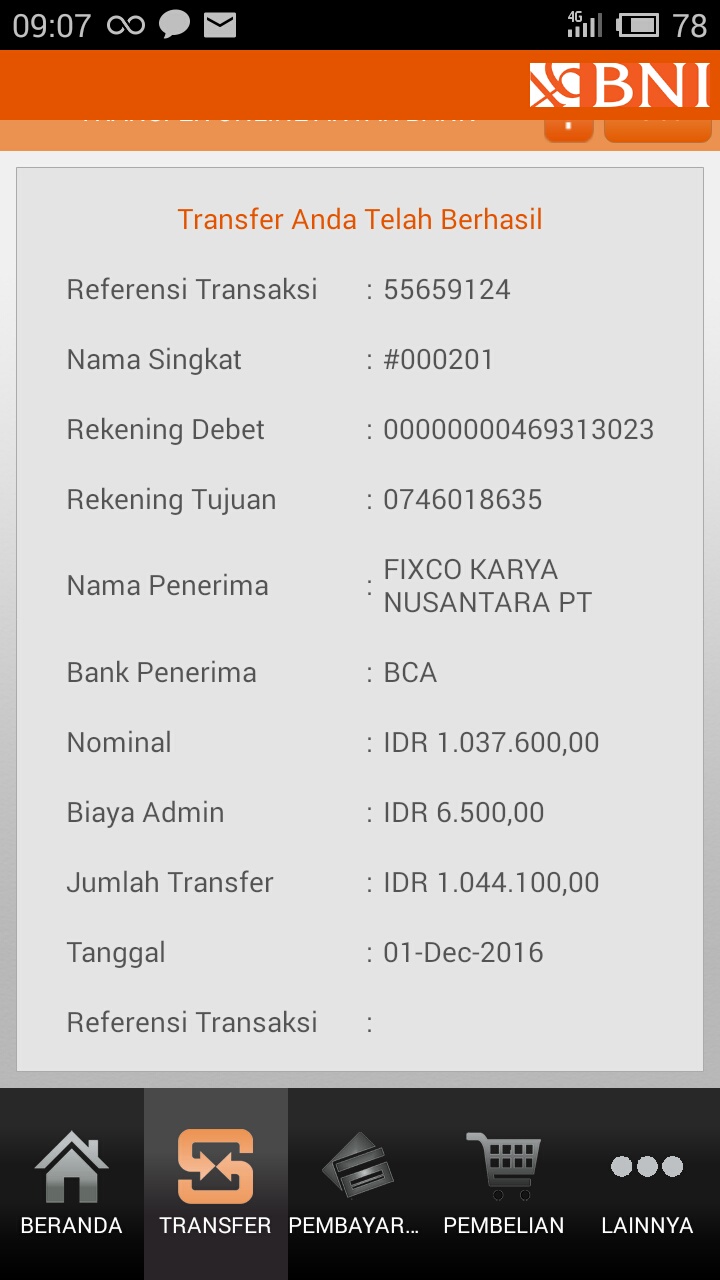 09:07
4G
78
BNI
Transfer Anda Telah Berhasil
Referensi Transaksi : 55659124
Nama Singkat : #000201
Rekening Debet : 00000000469313023
Rekening Tujuan : 0746018635
Nama Penerima : FIXCO KARYA
NUSANTARA PT
Bank Penerima : BCA
Nominal : IDR 1.037.600,00
Biaya Admin : IDR 6.500,00
Jumlah Transfer : IDR 1.044.100,00
Tanggal : 01-Dec-2016
Referensi Transaksi :
BERANDA
TRANSFER
PEMBAYAR...
PEMBELIAN
LAINNYA